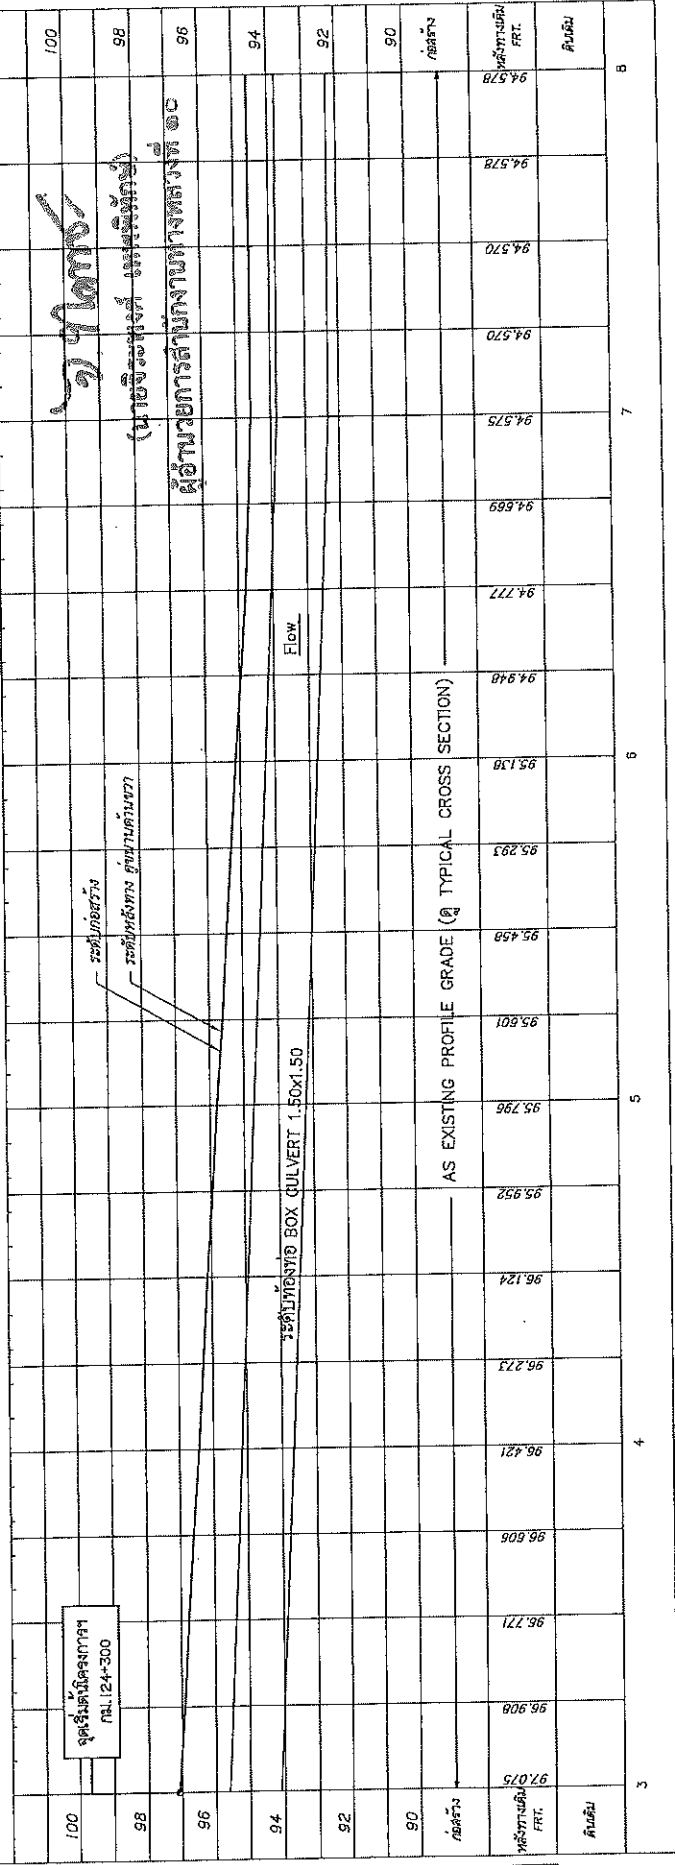 100
98
96
94
92
90
ก่อสร้าง
หลังทางเดิม
FRT.
ดินเดิม
ผู้อำนวยการสำนักงานทางหลวงที่ ๑๐
จุดเริ่มต้นโครงการฯ
กม.124+300
ระดับก่อสร้าง
ระดับหลังทาง คู่ขนานด้านขวา
ระดับท้องท่อ BOX CULVERT 1.50x1.50
Flow
AS EXISTING PROFILE GRADE (ดู TYPICAL CROSS SECTION)
100
98
96
94
92
90
ก่อสร้าง
หลังทางเดิม
FRT.
ดินเดิม
97.075
96.908
96.771
96.606
96.421
96.273
96.124
95.952
95.796
95.601
95.458
95.293
95.138
94.948
94.777
94.669
94.575
94.570
94.570
94.578
94.578
3
4
5
6
7
8